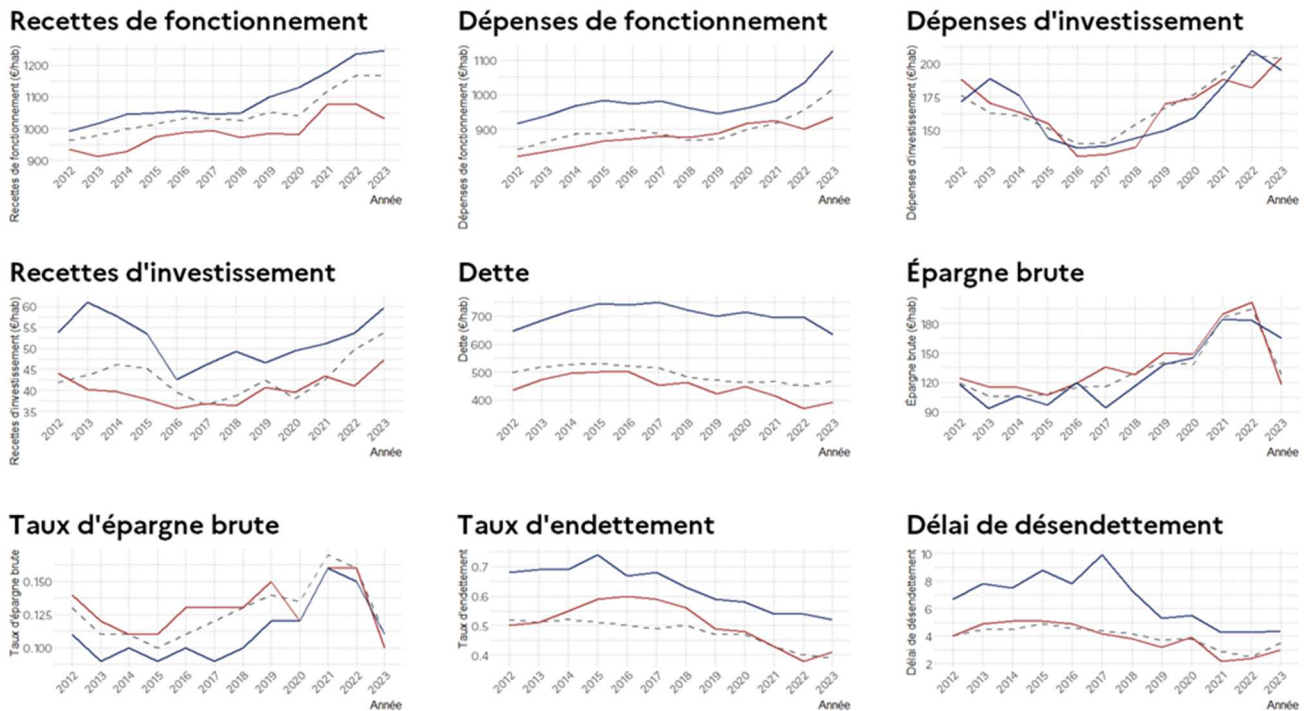 Recettes de fonctionnement
Recettes de fonctionnement (€/hab)
1200
1100
1000
900
2012 2013 2014 2015 2016 2017 2018 2019 2020 2021 2022 2023
Année
Dépenses de fonctionnement
Dépenses de fonctionnement (€/hab)
1100
1000
900
2012 2013 2014 2015 2016 2017 2018 2019 2020 2021 2022 2023
Année
Dépenses d'investissement
Dépenses d'investissement (€/hab)
200
175
150
2012 2013 2014 2015 2016 2017 2018 2019 2020 2021 2022 2023
Année
Recettes d'investissement
Recettes d'investissement (€/hab)
60
55
50
45
40
35
2012 2013 2014 2015 2016 2017 2018 2019 2020 2021 2022 2023
Année
Dette
Dette (€/hab)
700
600
500
400
2012 2013 2014 2015 2016 2017 2018 2019 2020 2021 2022 2023
Année
Épargne brute
Épargne brute (€/hab)
180
150
120
90
2012 2013 2014 2015 2016 2017 2018 2019 2020 2021 2022 2023
Année
Taux d'épargne brute
Taux d'épargne brute
0.150
0.125
0.100
2012 2013 2014 2015 2016 2017 2018 2019 2020 2021 2022 2023
Année
Taux d'endettement
Taux d'endettement
0.7
0.6
0.5
0.4
2012 2013 2014 2015 2016 2017 2018 2019 2020 2021 2022 2023
Année
Délai de désendettement
Délai de désendettement
10
8
6
4
2
2012 2013 2014 2015 2016 2017 2018 2019 2020 2021 2022 2023
Année